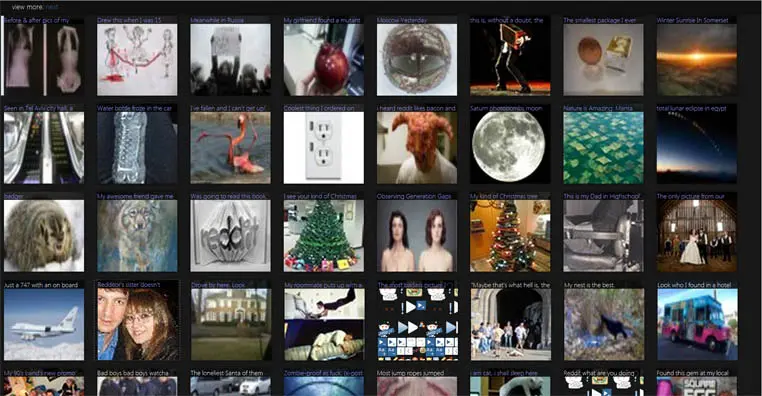 view more: next
Before & after pics of my
Drew this when I was 15
Meanwhile in Russia
My girlfriend found a mutant
Moscow Yesterday
this is, without a doubt, the
The smallest package I ever
Winter Sunrise In Somerset
Seen in Tel Aviv city hall, a
Water bottle froze in the car
I've fallen and I can't get up!
Coolest thing I ordered on
I heard reddit likes bacon and
Saturn photobombs moon
Nature is Amazing: Manta
total lunar eclipse in egypt
badger
My awesome friend gave me
Was going to read this book
I see your kind of Christmas
Observing Generation Gaps
My kind of Christmas tree
This is my Dad in Highschool
The only picture from our
Just a 747 with an on board
Redditor's sister doesn't
Drove by here. Look
My roommate puts up with a
The most
"Maybe that's what hell is, the
My nest is the best.
Look who I found in a hotel
My 90's band's new promo
Bad boys bad boys watcha
The loneliest Santa of them
Zombie-proof as fuck. (x-post
Most jump ropes jumped
i am tac, i shall sleep here
Reddit what are you doing
Found this gem at my local
SQUARE